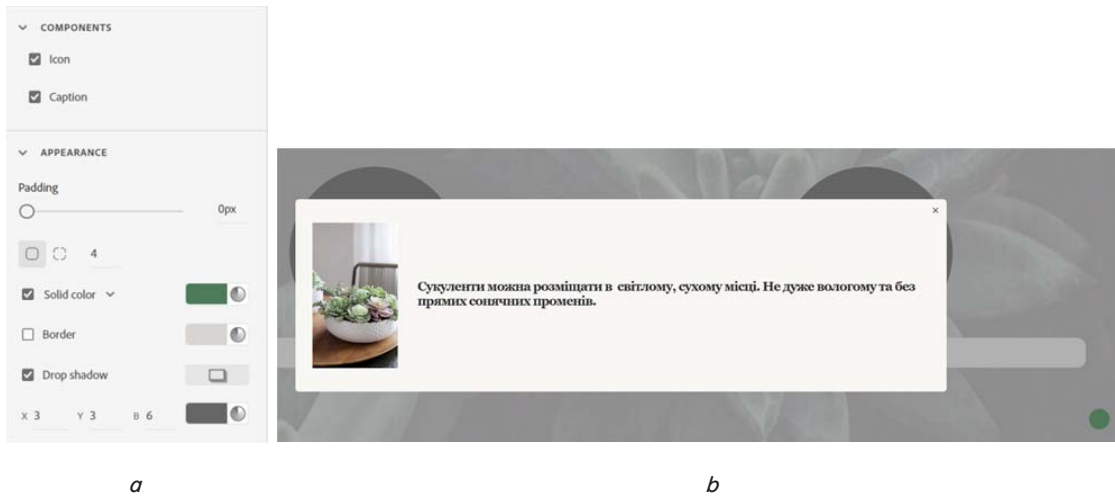 COMPONENTS
Icon
Caption
APPEARANCE
Padding
0px
4
Solid color
Border
Drop shadow
X 3 Y 3 B 6
×
Сукуленти можна розміщати в світлому, сухому місці. Не дуже вологому та без
прямих сонячних променів.
a
b